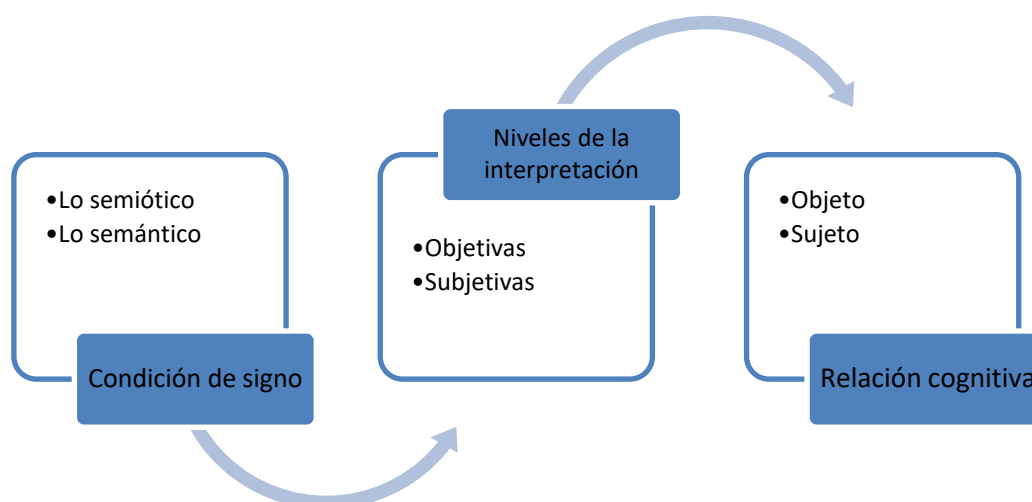 •Lo semiótico
•Lo semántico
Condición de signo
Niveles de la
interpretación
•Objetivas
•Subjetivas
•Objeto
•Sujeto
Relación cognitiva